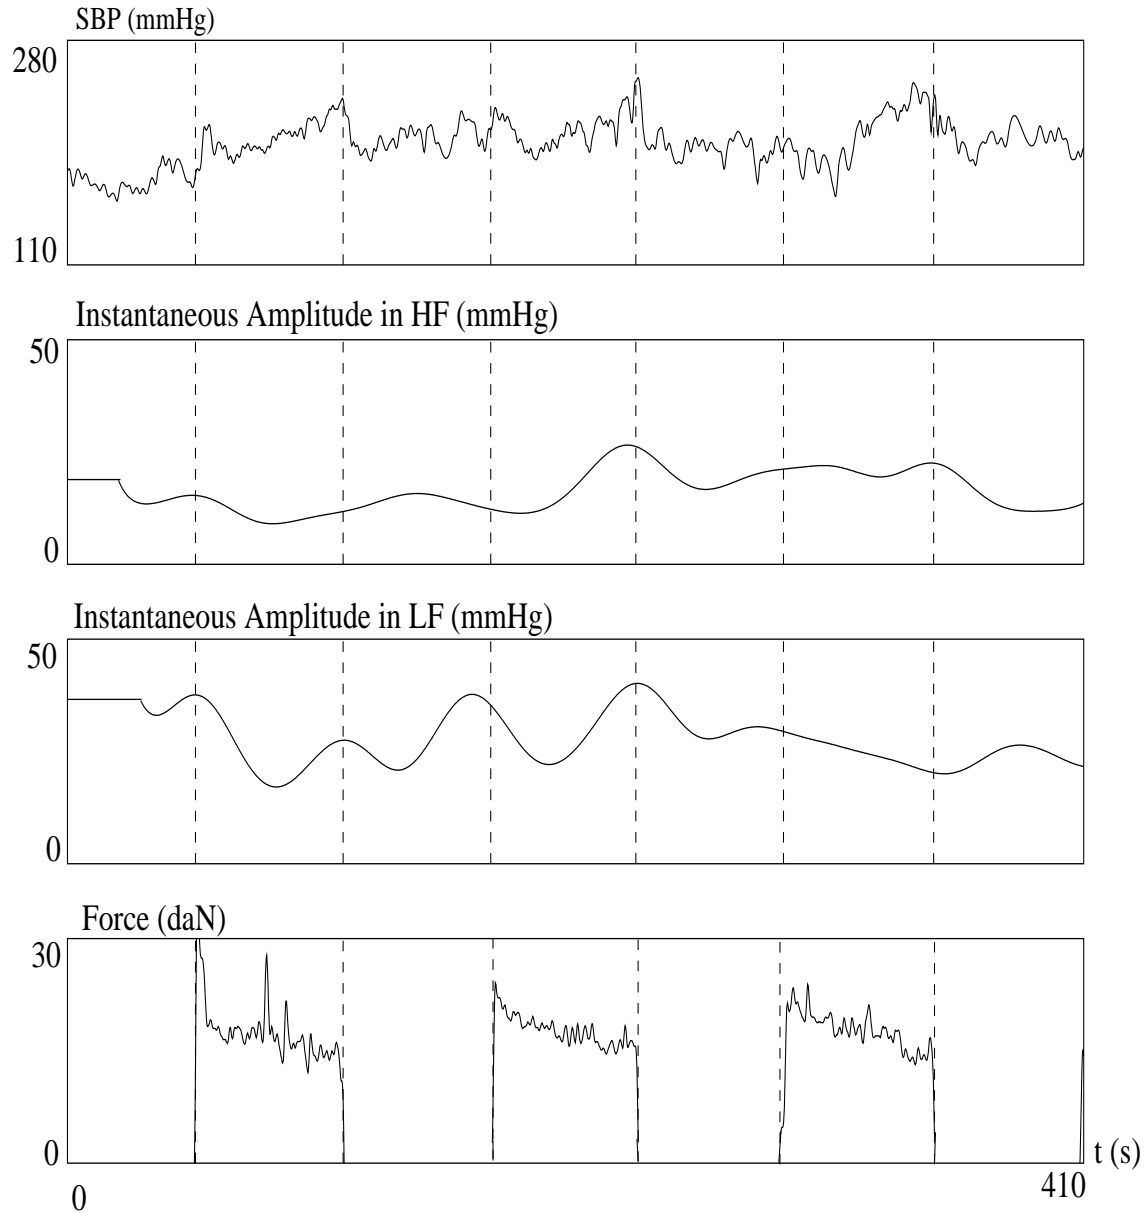 SBP (mmHg)
280
110
Instantaneous Amplitude in HF (mmHg)
50
0
Instantaneous Amplitude in LF (mmHg)
50
0
Force (daN)
30
0
t (s)
0
410